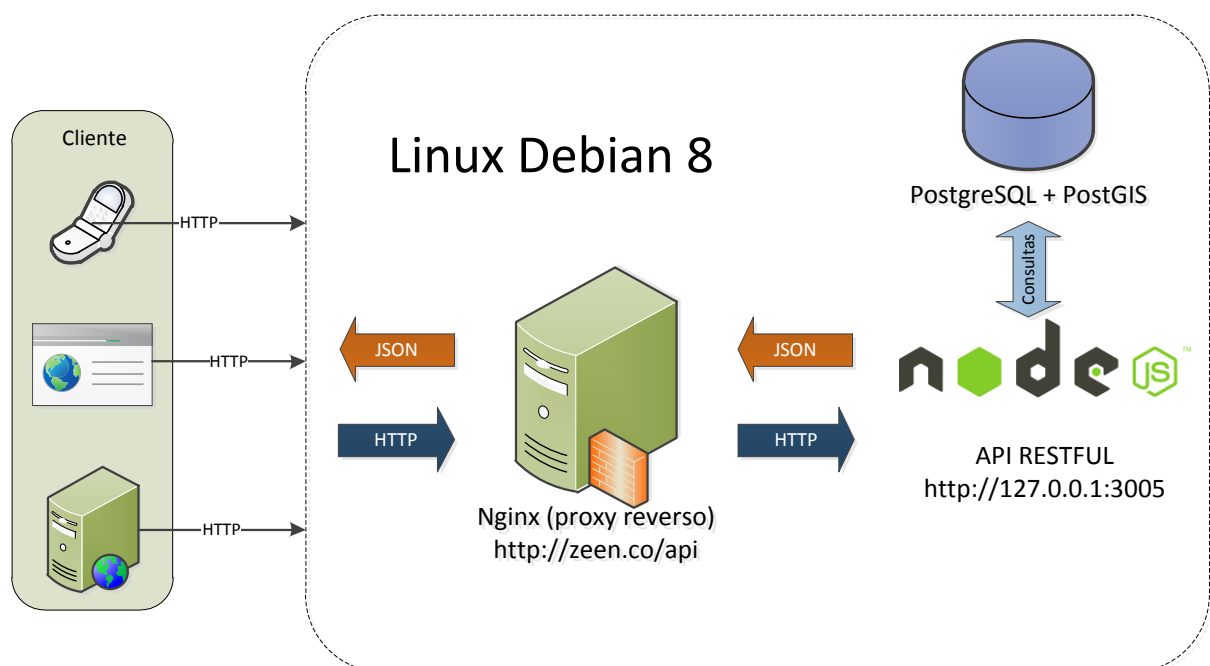 Cliente
HTTP
HTTP
HTTP
Linux Debian 8
PostgreSQL + PostGIS
Consultas
JSON
HTTP
JSON
HTTP
node
JS
™
Nginx (proxy reverso)
http://zeen.co/api
API RESTFUL
http://127.0.0.1:3005